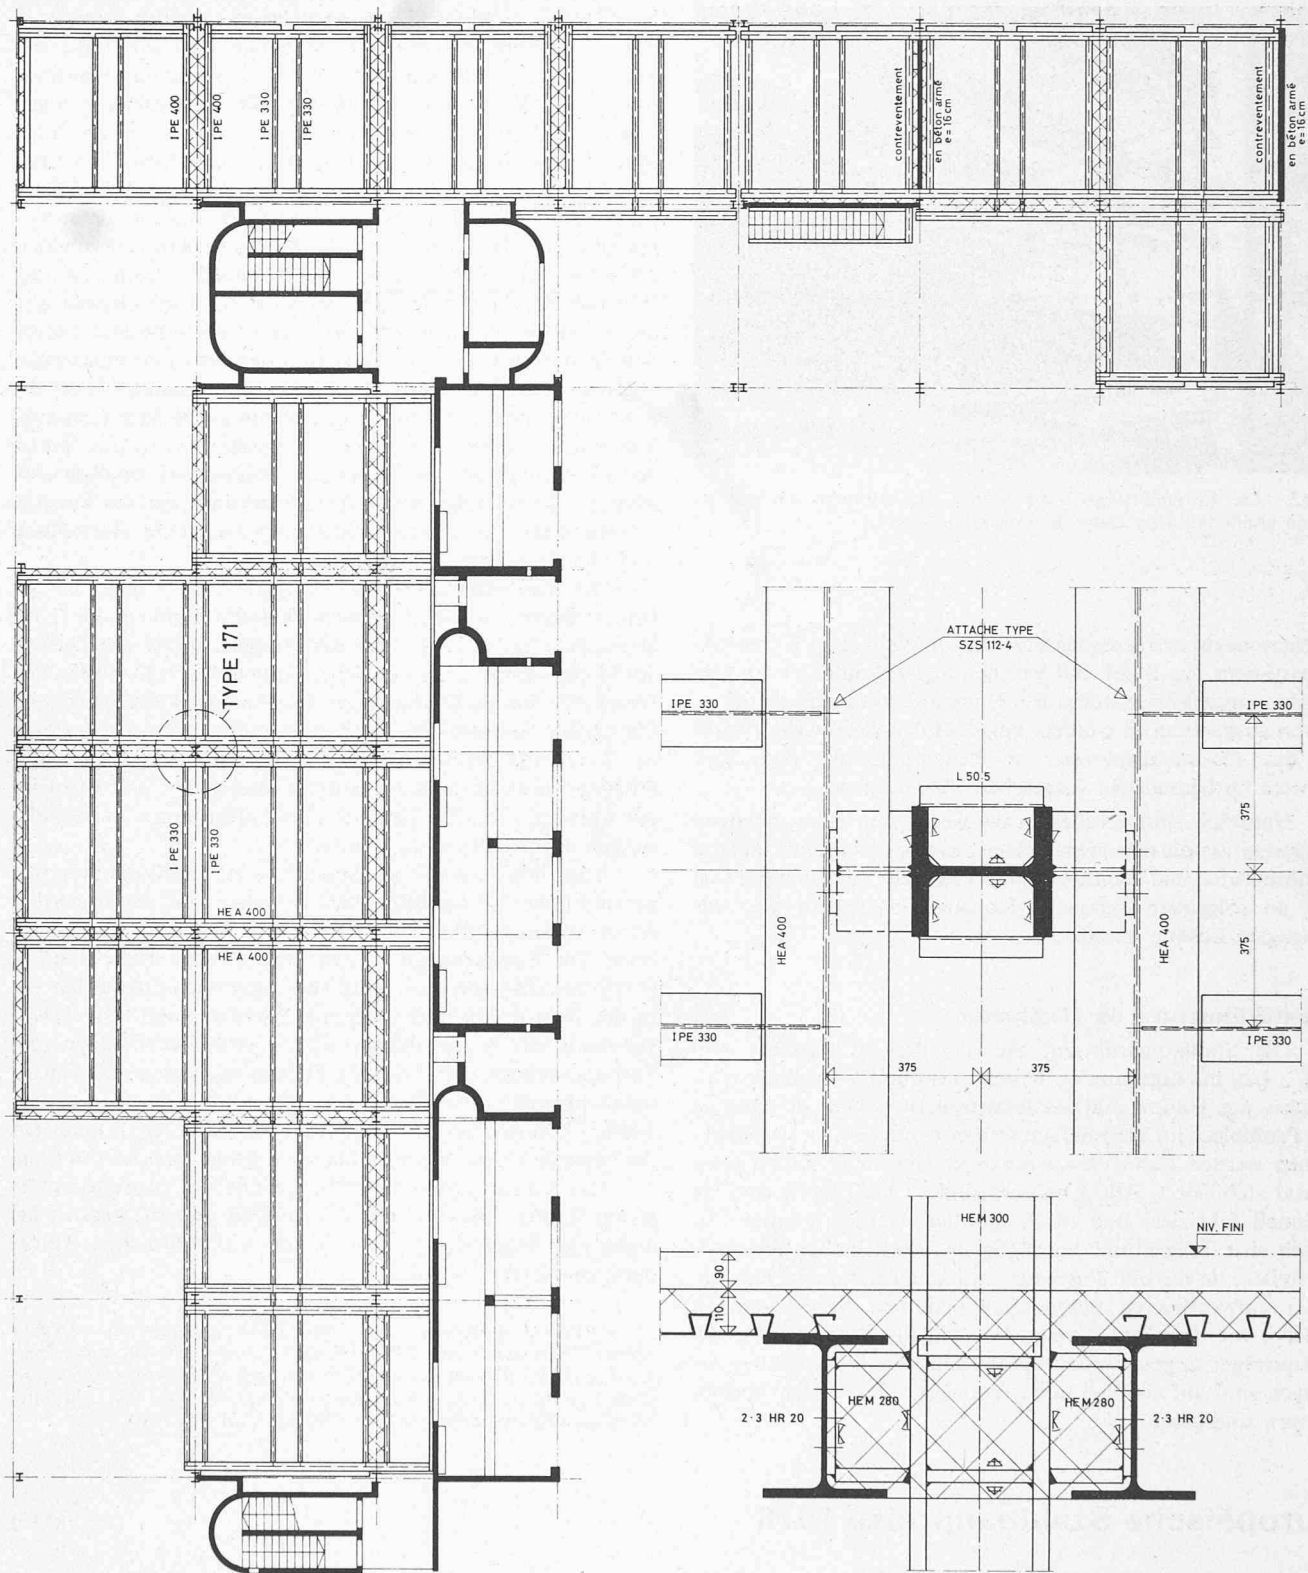 IPE 400
IPE 400
IPE 330
IPE 330
contreventement
en béton armé
e=16cm
contreventement
en béton armé
e=16cm
TYPE 171
IPE 330
IPE 330
HEA 400
HEA 400
ATTACHE TYPE
SZS 112-4
IPE 330
IPE 330
L 50·5
375
375
HEA 400
HEA 400
IPE 330
IPE 330
375
375
HEM 300
NIV. FINI
90
110
HEM 280
HEM 280
2·3 HR 20
2·3 HR 20